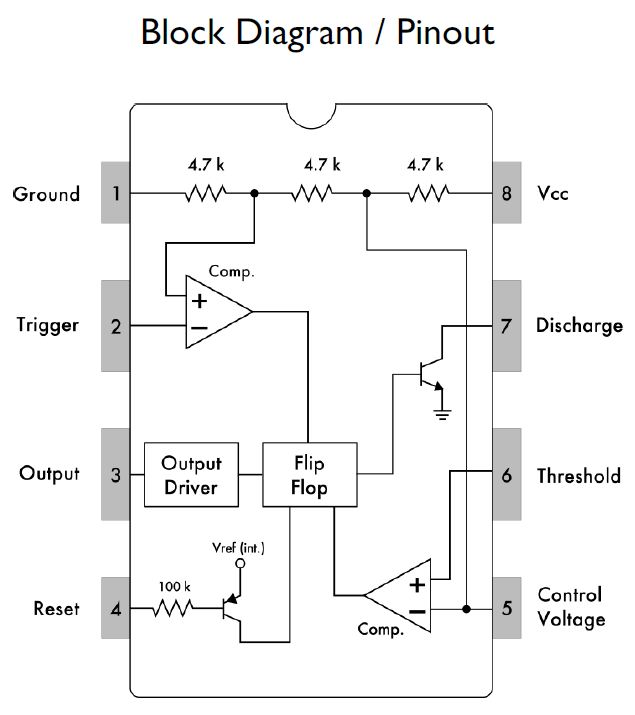 Block Diagram / Pinout
4.7 k 4.7 k 4.7 k
Ground 1 8 Vcc
Comp.
+
−
Trigger 2 7 Discharge
Output 3 Output Driver Flip Flop 6 Threshold
Vref (int.)
100 k
+
−
Reset 4 5 Control Voltage
Comp.